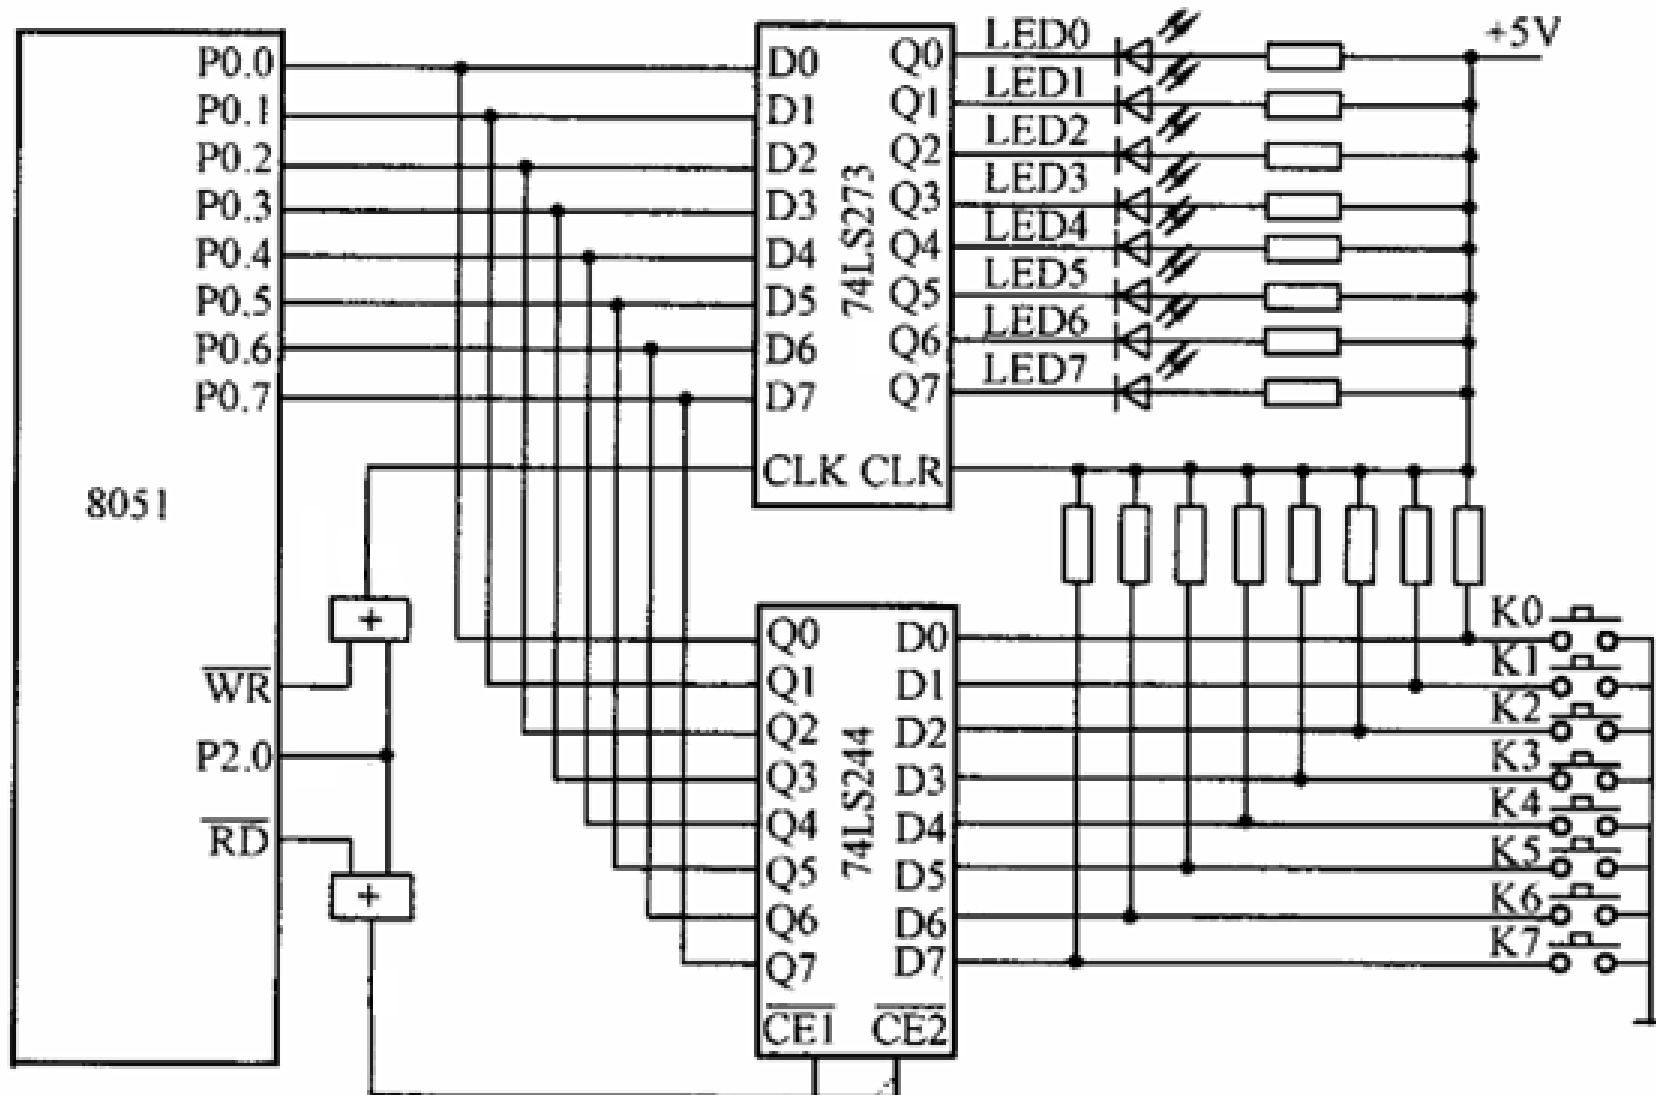 P0.0
P0.1
P0.2
P0.3
P0.4
P0.5
P0.6
P0.7
8051
WR
P2.0
RD
+
+
D0
D1
D2
D3
D4
D5
D6
D7
CLK CLR
74LS273
Q0
Q1
Q2
Q3
Q4
Q5
Q6
Q7
LED0
LED1
LED2
LED3
LED4
LED5
LED6
LED7
+5V
Q0
Q1
Q2
Q3
Q4
Q5
Q6
Q7
CE1 CE2
74LS244
D0
D1
D2
D3
D4
D5
D6
D7
K0
K1
K2
K3
K4
K5
K6
K7